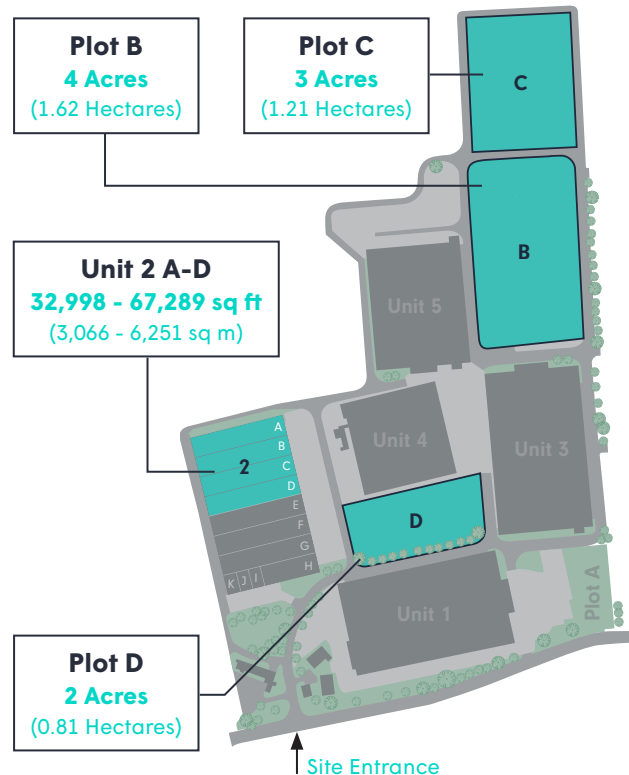 Plot B
4 Acres
(1.62 Hectares)
Plot C
3 Acres
(1.21 Hectares)
C
B
Unit 2 A-D
32,998 - 67,289 sq ft
(3,066 - 6,251 sq m)
Unit 5
Unit 4
Unit 3
2
A
B
C
D
E
F
G
H
K J I
D
Unit 1
Plot A
Plot D
2 Acres
(0.81 Hectares)
Site Entrance